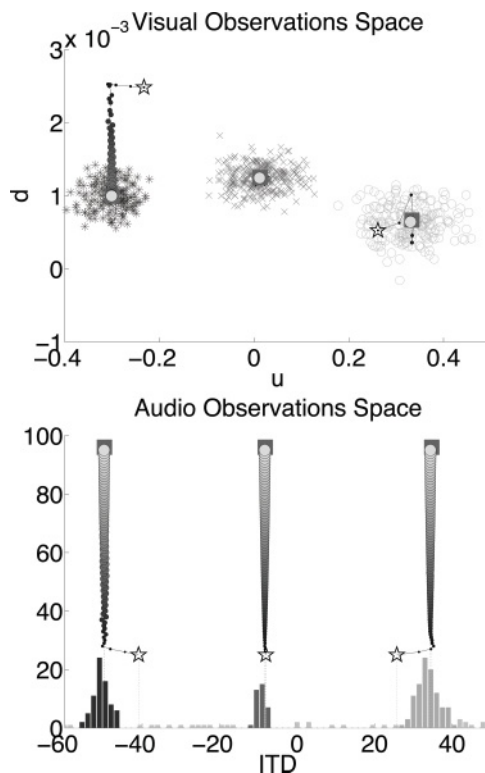 Visual Observations Space
x 10⁻³
3
2
1
0
-1
d
-0.4 -0.2 0 0.2 0.4
u
Audio Observations Space
100
80
60
40
20
0
-60 -40 -20 0 20 40
ITD